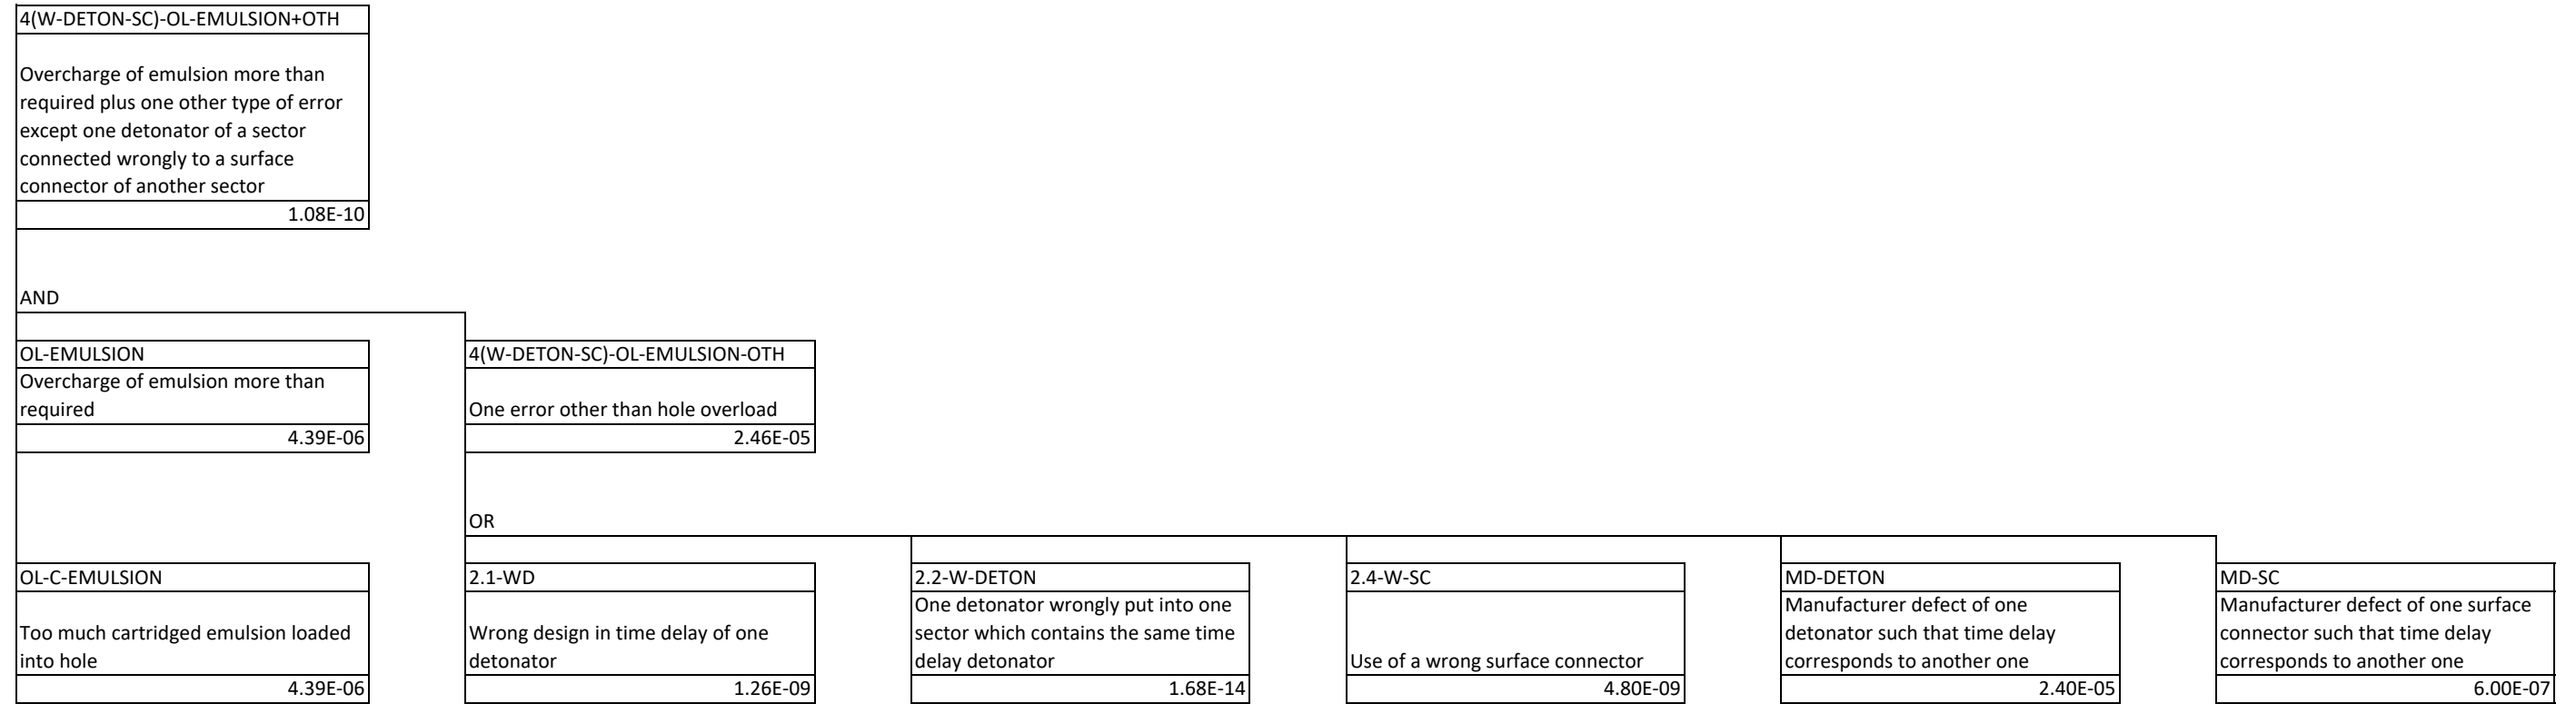 4(W-DETON-SC)-OL-EMULSION+OTH
Overcharge of emulsion more than
required plus one other type of error
except one detonator of a sector
connected wrongly to a surface
connector of another sector
1.08E-10
AND
OL-EMULSION
Overcharge of emulsion more than
required
4.39E-06
4(W-DETON-SC)-OL-EMULSION-OTH
One error other than hole overload
2.46E-05
OR
OL-C-EMULSION
Too much cartridged emulsion loaded
into hole
4.39E-06
2.1-WD
Wrong design in time delay of one
detonator
1.26E-09
2.2-W-DETON
One detonator wrongly put into one
sector which contains the same time
delay detonator
1.68E-14
2.4-W-SC
Use of a wrong surface connector
4.80E-09
MD-DETON
Manufacturer defect of one
detonator such that time delay
corresponds to another one
2.40E-05
MD-SC
Manufacturer defect of one surface
connector such that time delay
corresponds to another one
6.00E-07